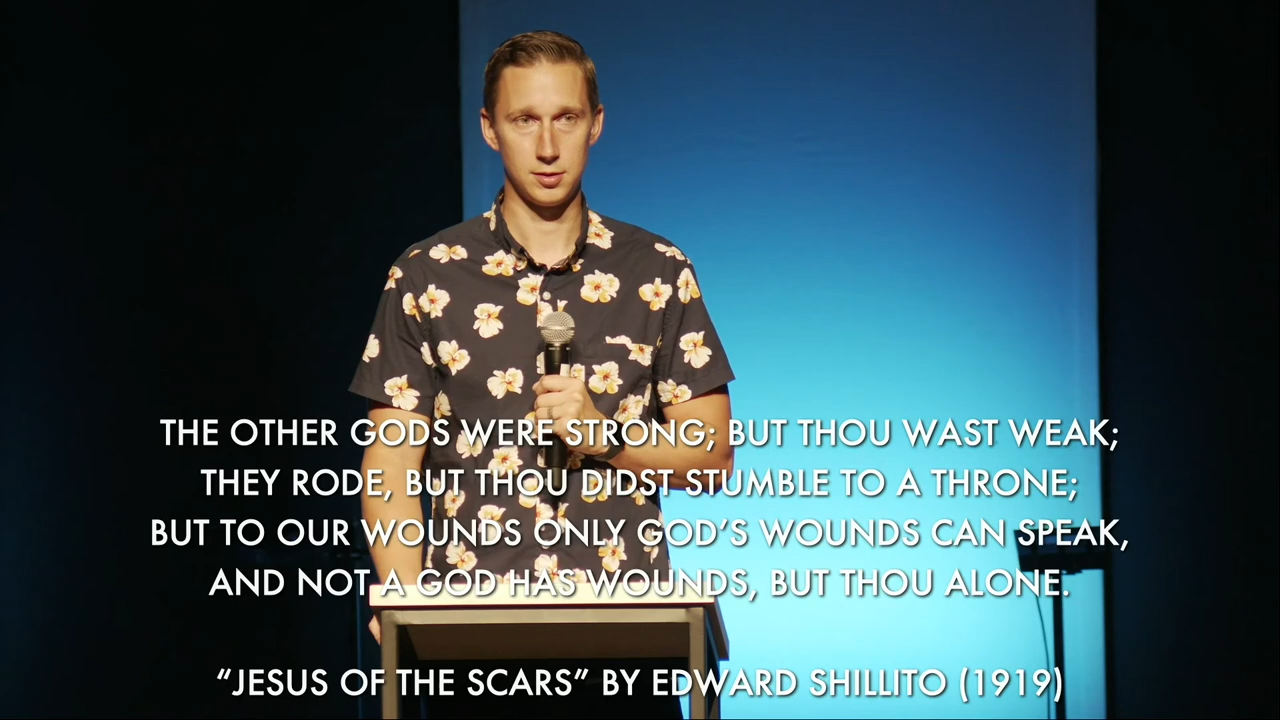 THE OTHER GODS WERE STRONG; BUT THOU WAST WEAK;
THEY RODE, BUT THOU DIDST STUMBLE TO A THRONE;
BUT TO OUR WOUNDS ONLY GOD'S WOUNDS CAN SPEAK,
AND NOT A GOD HAS WOUNDS, BUT THOU ALONE.
“JESUS OF THE SCARS” BY EDWARD SHILLITO (1919)